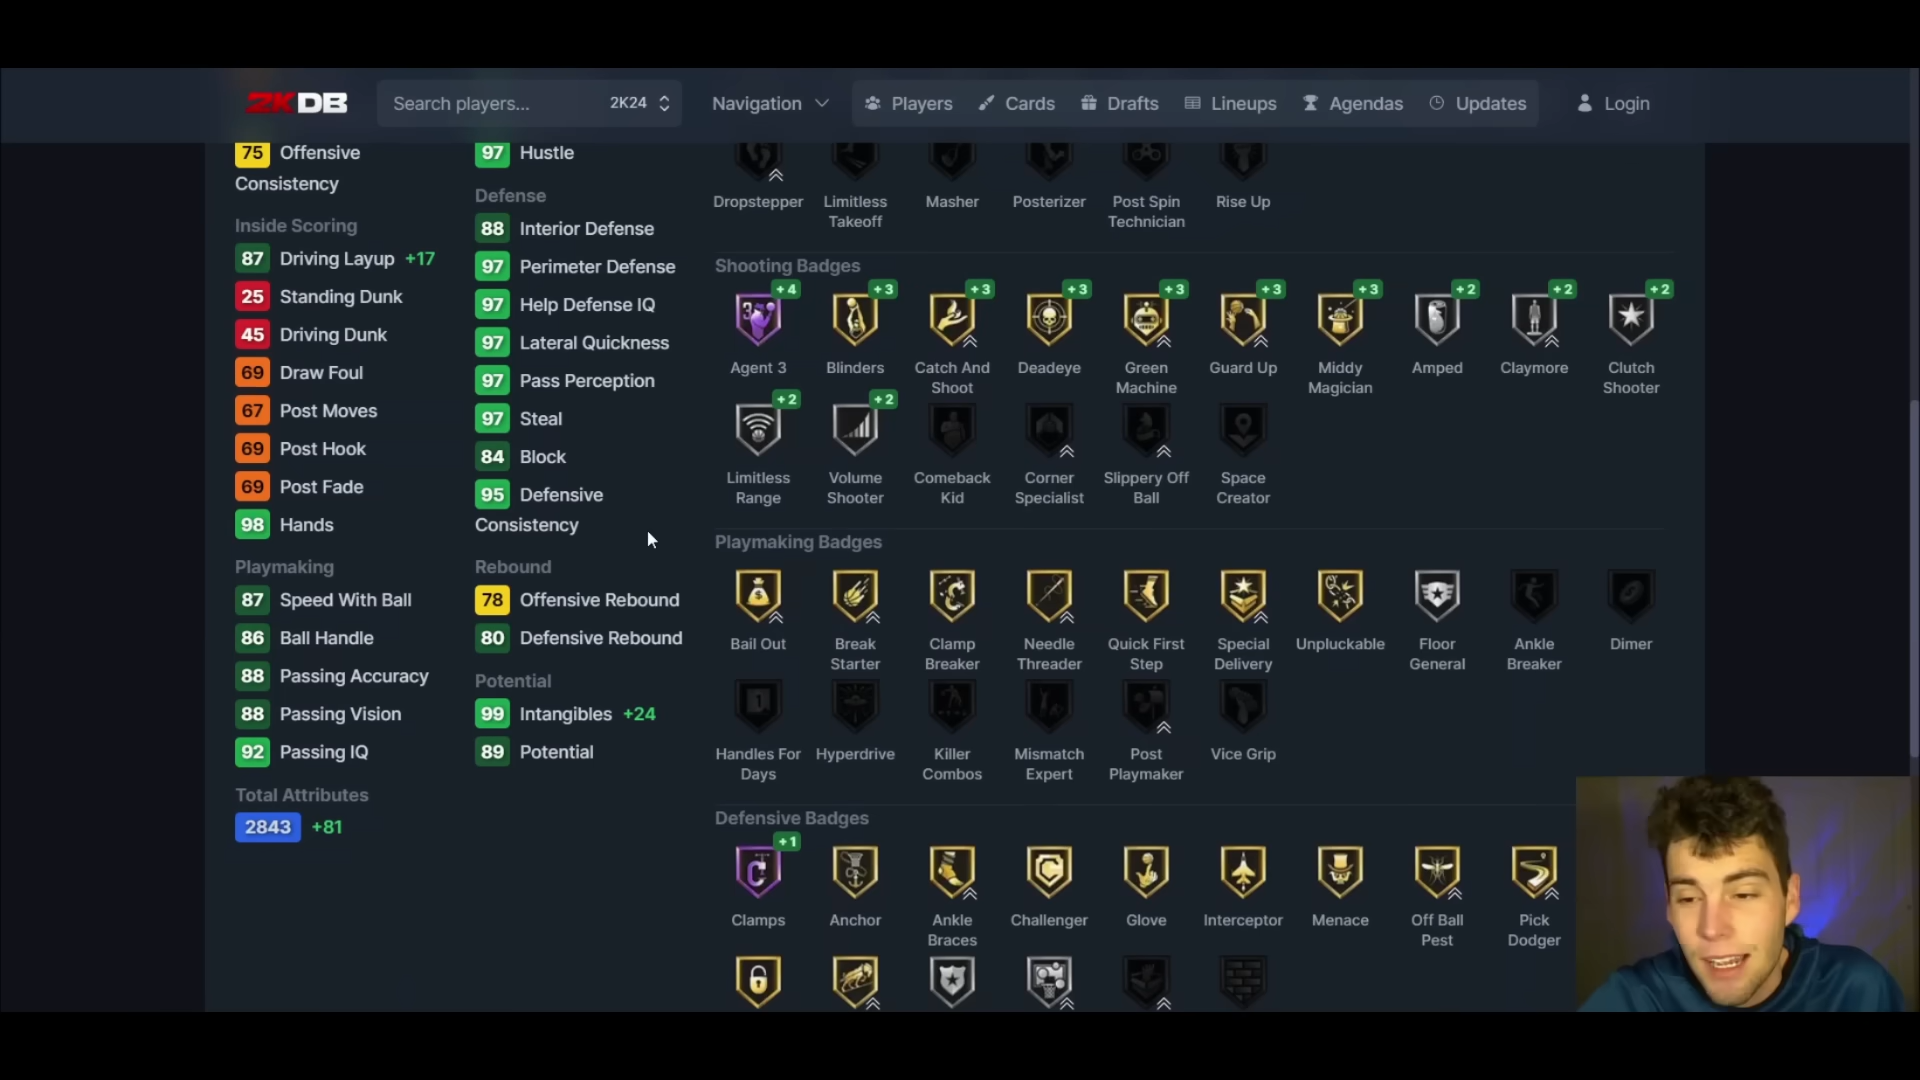 2KDB
Search players...
2K24
Navigation
Players
Cards
Drafts
Lineups
Agendas
Updates
Login
75 Offensive
Consistency
Inside Scoring
87 Driving Layup +17
25 Standing Dunk
45 Driving Dunk
69 Draw Foul
67 Post Moves
69 Post Hook
69 Post Fade
98 Hands
Playmaking
87 Speed With Ball
86 Ball Handle
88 Passing Accuracy
88 Passing Vision
92 Passing IQ
Total Attributes
2843 +81
97 Hustle
Defense
88 Interior Defense
97 Perimeter Defense
97 Help Defense IQ
97 Lateral Quickness
97 Pass Perception
97 Steal
84 Block
95 Defensive
Consistency
Rebound
78 Offensive Rebound
80 Defensive Rebound
Potential
99 Intangibles +24
89 Potential
Dropstepper
Limitless
Takeoff
Masher
Posterizer
Post Spin
Technician
Rise Up
Shooting Badges
+4 +3 +3 +3 +3 +3 +3 +2 +2 +2
3
Agent 3
Blinders
Catch And
Shoot
Deadeye
Green
Machine
Guard Up
Middy
Magician
Amped
Claymore
Clutch
Shooter
+2 +2
Limitless
Range
Volume
Shooter
Comeback
Kid
Corner
Specialist
Slippery Off
Ball
Space
Creator
Playmaking Badges
Bail Out
Break
Starter
Clamp
Breaker
Needle
Threader
Quick First
Step
Special
Delivery
Unpluckable
Floor
General
Ankle
Breaker
Dimer
Handles For
Days
Hyperdrive
Killer
Combos
Mismatch
Expert
Post
Playmaker
Vice Grip
Defensive Badges
+1
Clamps
Anchor
Ankle
Braces
Challenger
Glove
Interceptor
Menace
Off Ball
Pest
Pick
Dodger